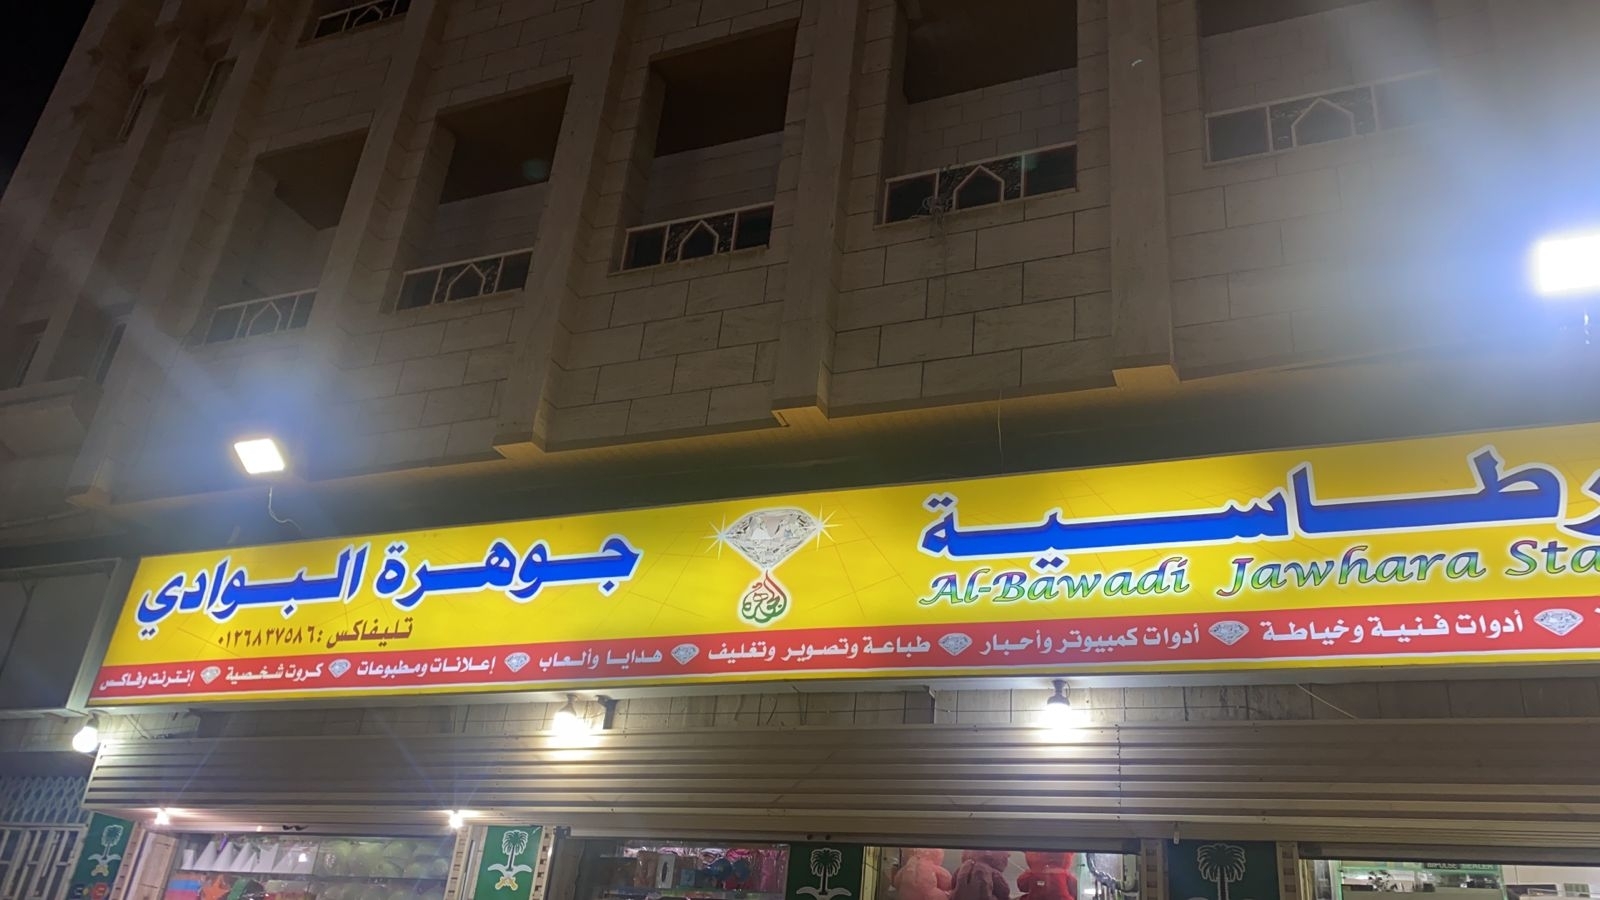 رطاسية جوهرة البوادي
Al-Bawadi Jawhara Sta
تليفاكس : ٠١٢٦٨٣٧٥٨٦
أدوات فنية وخياطة أدوات كمبيوتر وأحبار طباعة وتصوير وتغليف هدايا وألعاب إعلانات ومطبوعات كروت شخصية إنترنت وفاكس